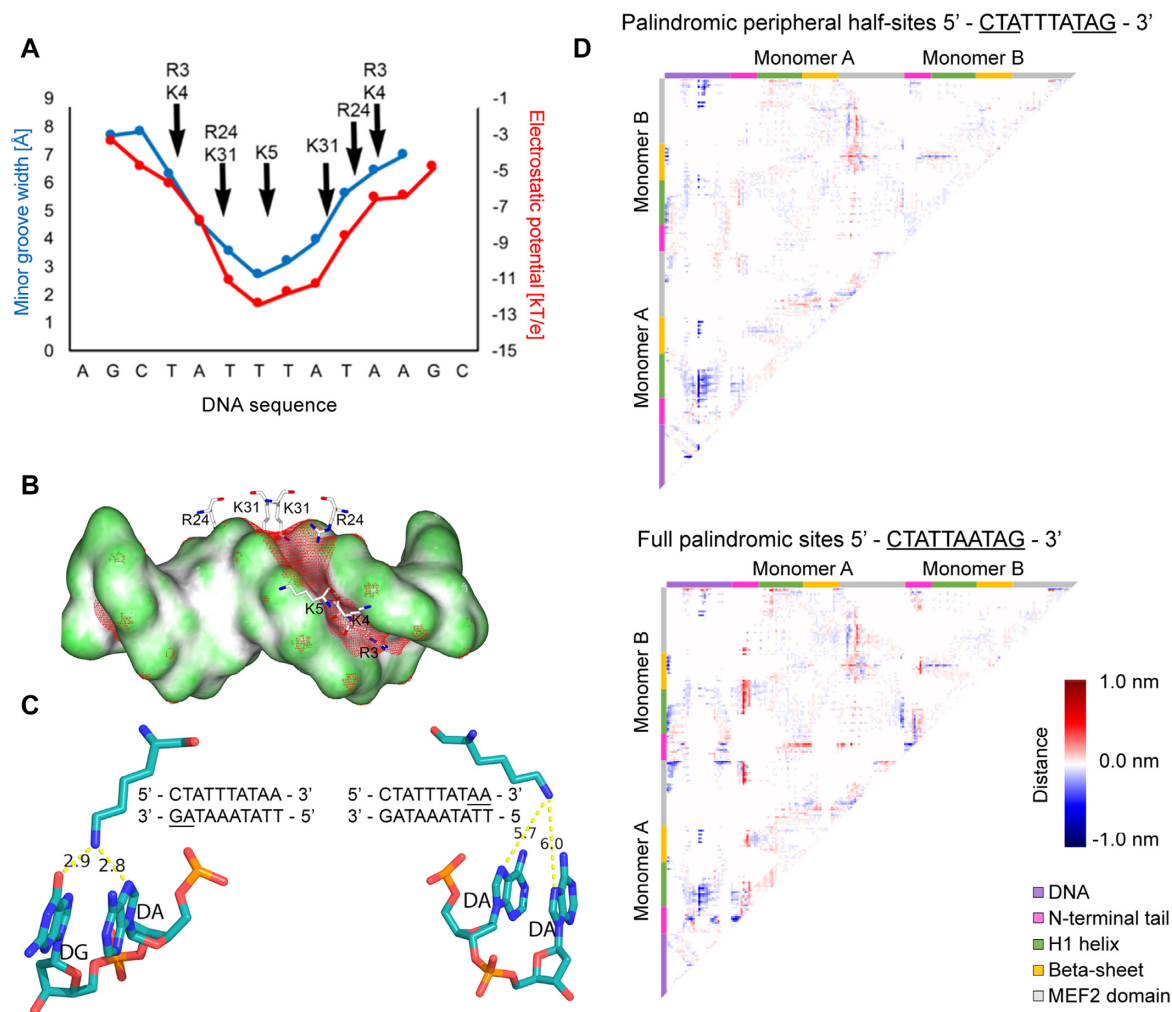 A
R3
K4
R24
K31
K5
K31
R24
R3
K4
9
8
7
6
5
4
3
2
1
0
Minor groove width [Å]
-1
-3
-5
-7
-9
-11
-13
-15
Electrostatic potential [kT/e]
A G C T A T T T A T A A G C
DNA sequence
B
R24
K31
K31
R24
K5
K4
R3
C
5' - CTATTTATAA - 3'
3' - GATAAATATT - 5'
2.9
2.8
DA
DG
5' - CTATTTATAA - 3'
3' - GATAAATATT - 5
5.7
6.0
DA
DA
D
Palindromic peripheral half-sites 5' - CTATTTATAG - 3'
Monomer A
Monomer B
Monomer B
Monomer A
Full palindromic sites 5' - CTATTAATAG - 3'
Monomer A
Monomer B
Monomer B
Monomer A
Distance
1.0 nm
0.0 nm
-1.0 nm
DNA
N-terminal tail
H1 helix
Beta-sheet
MEF2 domain